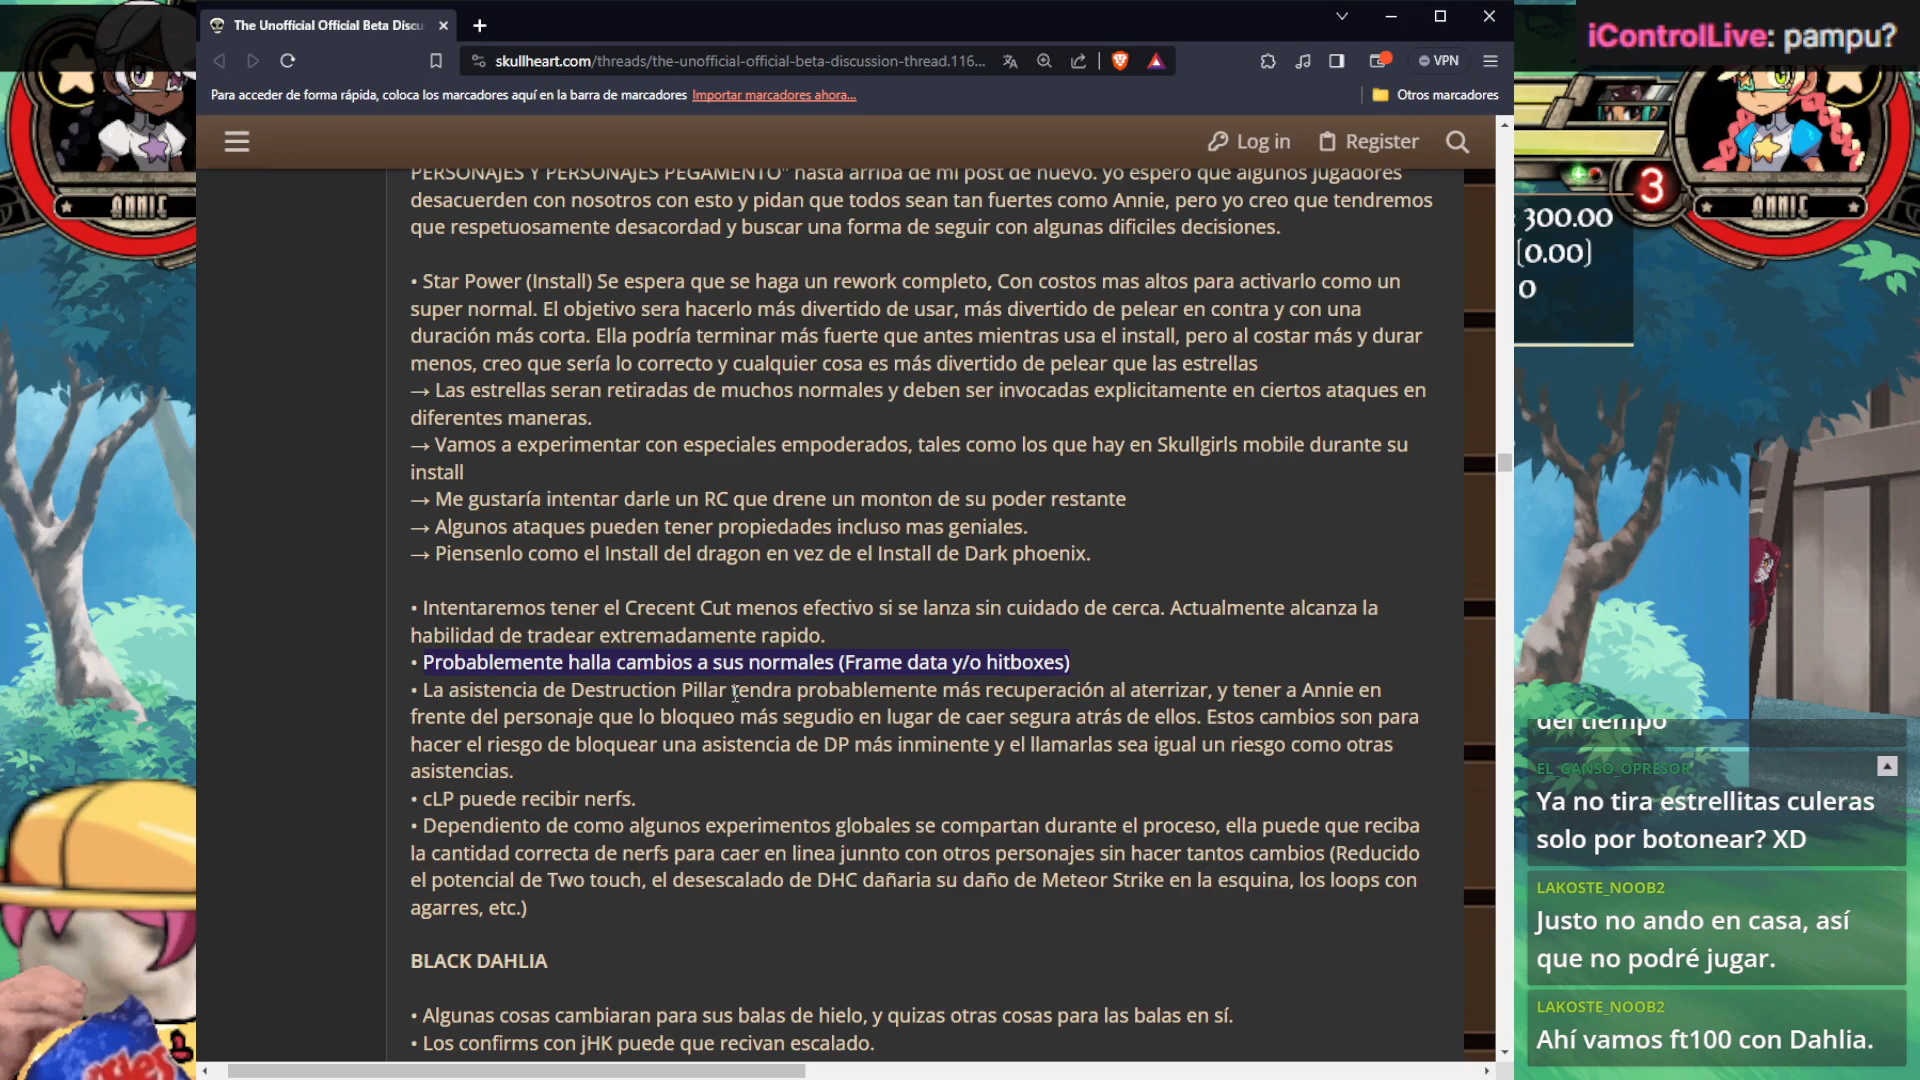 The Unofficial Official Beta Discu
iControlLive: pampu?
skullheart.com/threads/the-unofficial-official-beta-discussion-thread.116...
VPN
Para acceder de forma rápida, coloca los marcadores aquí en la barra de marcadores Importar marcadores ahora...
Otros marcadores
Log in
Register
PERSONAJES Y PERSONAJES PEGAMENTO" hasta arriba de mi post de nuevo. yo espero que algunos jugadores
desacuerden con nosotros con esto y pidan que todos sean tan fuertes como Annie, pero yo creo que tendremos
que respetuosamente desacordad y buscar una forma de seguir con algunas dificiles decisiones.
• Star Power (Install) Se espera que se haga un rework completo, Con costos mas altos para activarlo como un
super normal. El objetivo sera hacerlo más divertido de usar, más divertido de pelear en contra y con una
duración más corta. Ella podría terminar más fuerte que antes mientras usa el install, pero al costar más y durar
menos, creo que sería lo correcto y cualquier cosa es más divertido de pelear que las estrellas
→ Las estrellas seran retiradas de muchos normales y deben ser invocadas explicitamente en ciertos ataques en
diferentes maneras.
→ Vamos a experimentar con especiales empoderados, tales como los que hay en Skullgirls mobile durante su
install
→ Me gustaría intentar darle un RC que drene un monton de su poder restante
→ Algunos ataques pueden tener propiedades incluso mas geniales.
→ Piensenlo como el Install del dragon en vez de el Install de Dark phoenix.
• Intentaremos tener el Crecent Cut menos efectivo si se lanza sin cuidado de cerca. Actualmente alcanza la
habilidad de tradear extremadamente rapido.
• Probablemente halla cambios a sus normales (Frame data y/o hitboxes)
• La asistencia de Destruction Pillar tendra probablemente más recuperación al aterrizar, y tener a Annie en
frente del personaje que lo bloqueo más segudio en lugar de caer segura atrás de ellos. Estos cambios son para
hacer el riesgo de bloquear una asistencia de DP más inminente y el llamarlas sea igual un riesgo como otras
asistencias.
• cLP puede recibir nerfs.
• Dependiento de como algunos experimentos globales se compartan durante el proceso, ella puede que reciba
la cantidad correcta de nerfs para caer en linea junnto con otros personajes sin hacer tantos cambios (Reducido
el potencial de Two touch, el desescalado de DHC dañaria su daño de Meteor Strike en la esquina, los loops con
agarres, etc.)
BLACK DAHLIA
• Algunas cosas cambiaran para sus balas de hielo, y quizas otras cosas para las balas en sí.
• Los confirms con jHK puede que recivan escalado.
ANNIE
3
ANNIE
300.00
(0.00)
0
del tiempo
EL_GANSO_OPRESOR
Ya no tira estrellitas culeras
solo por botonear? XD
LAKOSTE_NOOB2
Justo no ando en casa, así
que no podré jugar.
LAKOSTE_NOOB2
Ahí vamos ft100 con Dahlia.